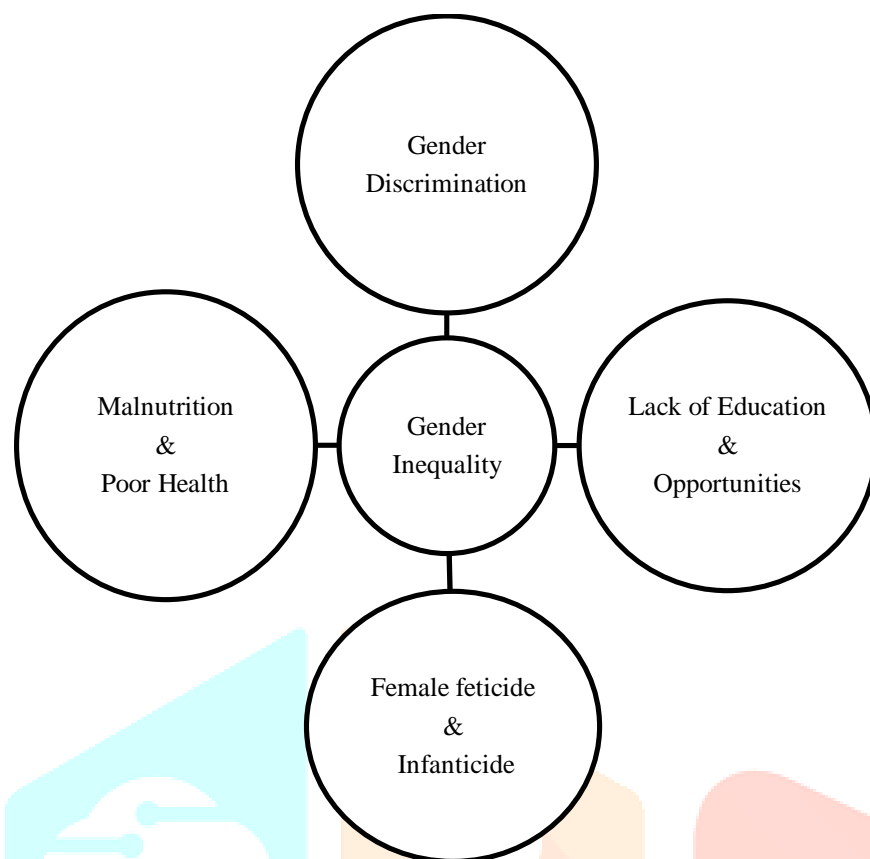 Gender
Discrimination
Malnutrition
&
Poor Health
Gender
Inequality
Lack of Education
&
Opportunities
Female feticide
&
Infanticide